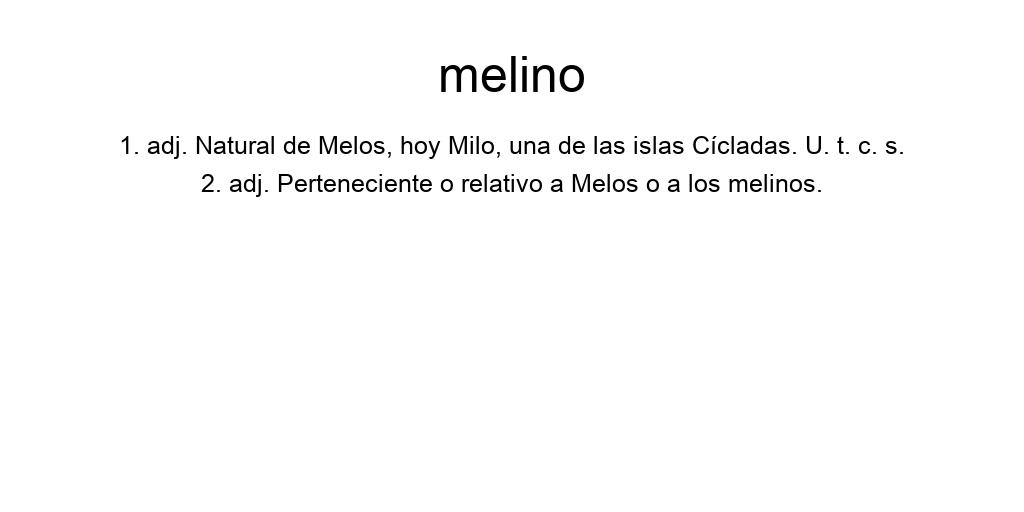 melino
1. adj. Natural de Melos, hoy Milo, una de las islas Cícladas. U. t. c. s.
2. adj. Perteneciente o relativo a Melos o a los melinos.